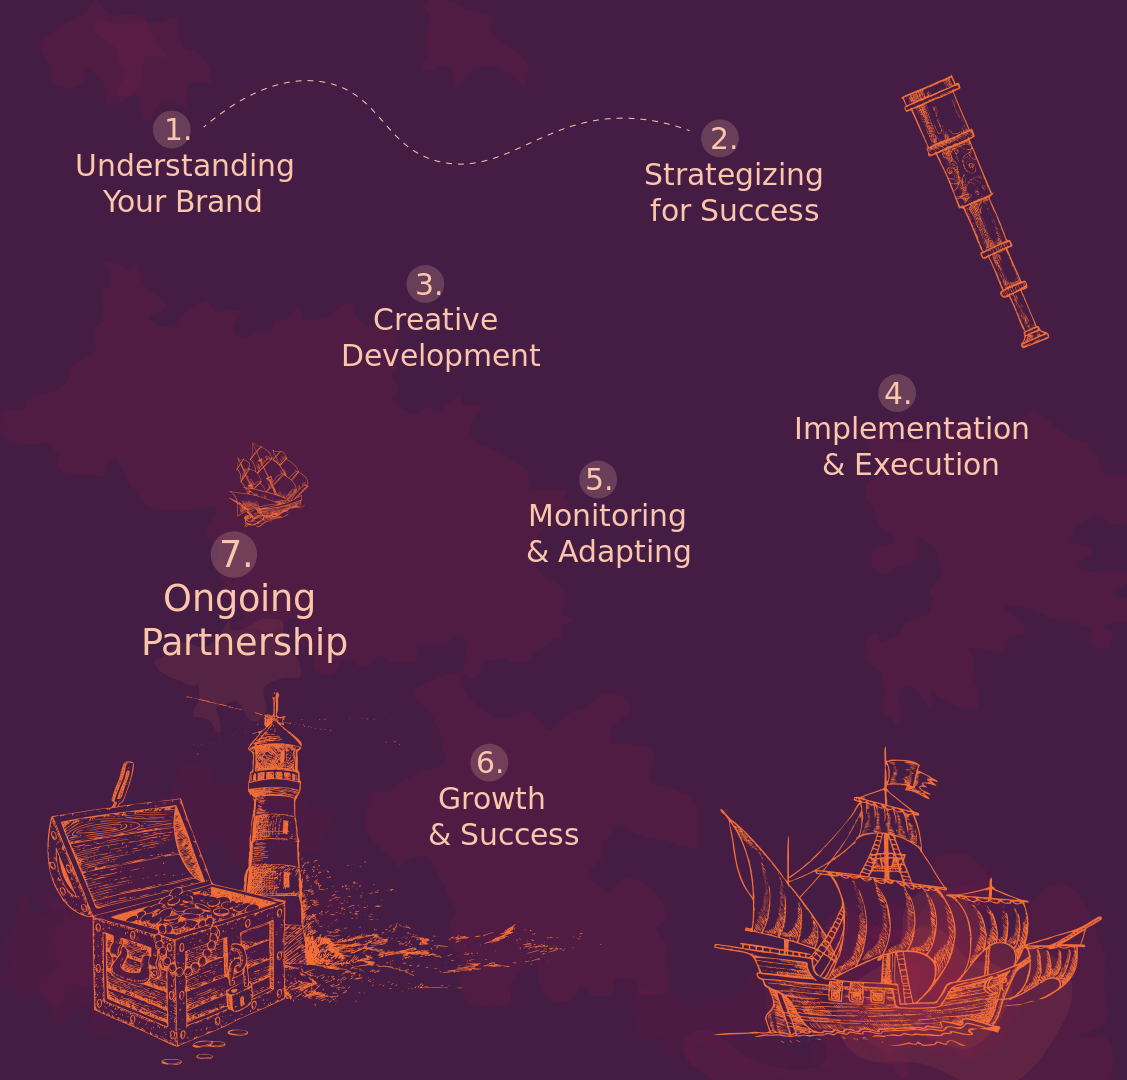 1.
Understanding
Your Brand
2.
Strategizing
for Success
3.
Creative
Development
4.
Implementation
& Execution
5.
Monitoring
& Adapting
6.
Growth
& Success
7.
Ongoing
Partnership